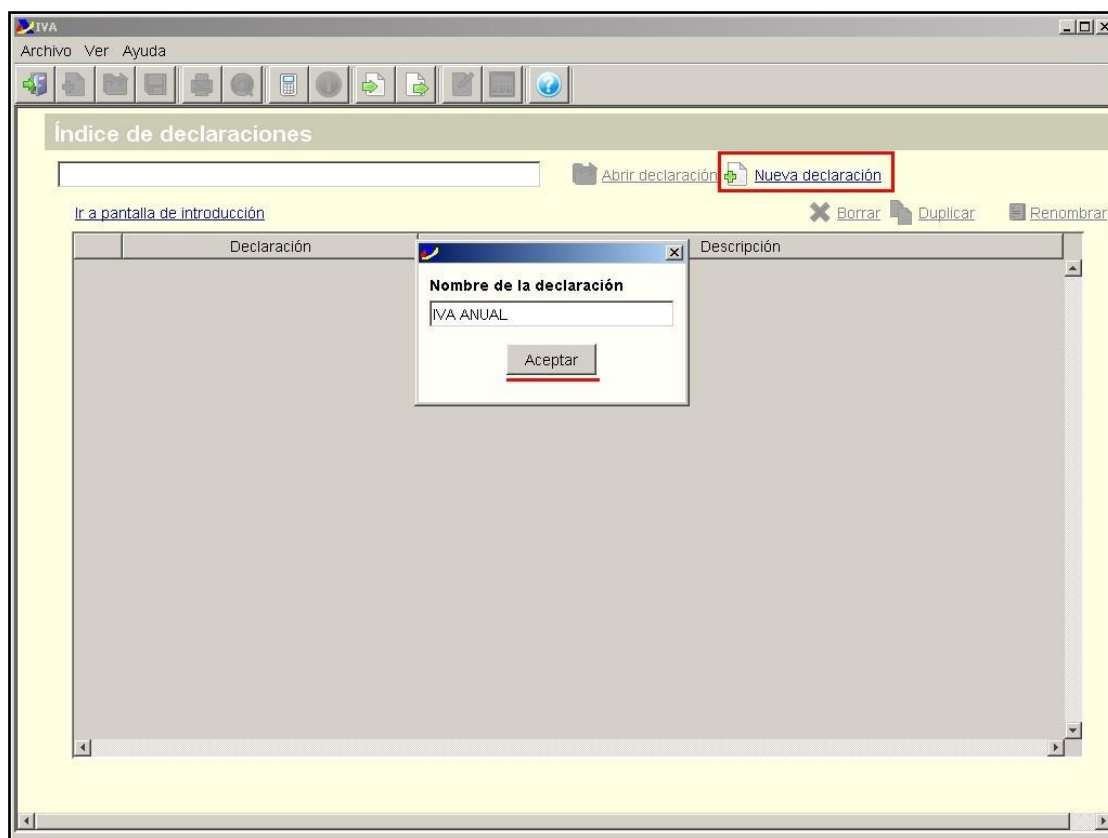 IVA
Archivo Ver Ayuda
Índice de declaraciones
Abrir declaración Nueva declaración
Ir a pantalla de introducción Borrar Duplicar Renombrar
Declaración Descripción
Nombre de la declaración
IVA ANUAL
Aceptar